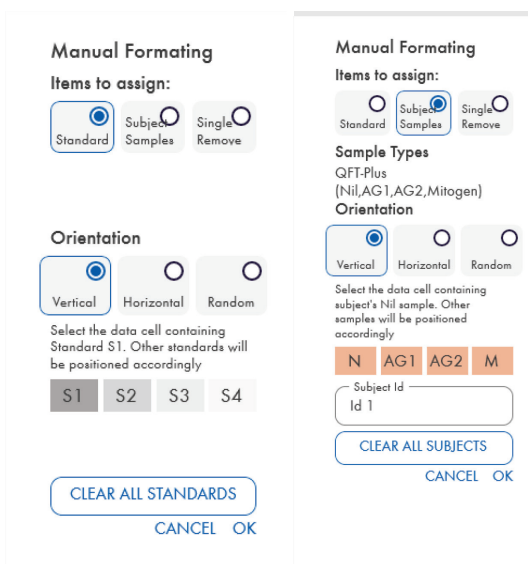 Manual Formating
Items to assign:
Standard
Subject
Samples
Single
Remove
Orientation
Vertical
Horizontal
Random
Select the data cell containing
Standard S1. Other standards will
be positioned accordingly
S1 S2 S3 S4
CLEAR ALL STANDARDS
CANCEL OK
Manual Formating
Items to assign:
Standard
Subject
Samples
Single
Remove
Sample Types
QFT-Plus
(Nil,AG1,AG2,Mitogen)
Orientation
Vertical
Horizontal
Random
Select the data cell containing
subject's Nil sample. Other
samples will be positioned
accordingly
N AG1 AG2 M
Subject Id
Id 1
CLEAR ALL SUBJECTS
CANCEL OK